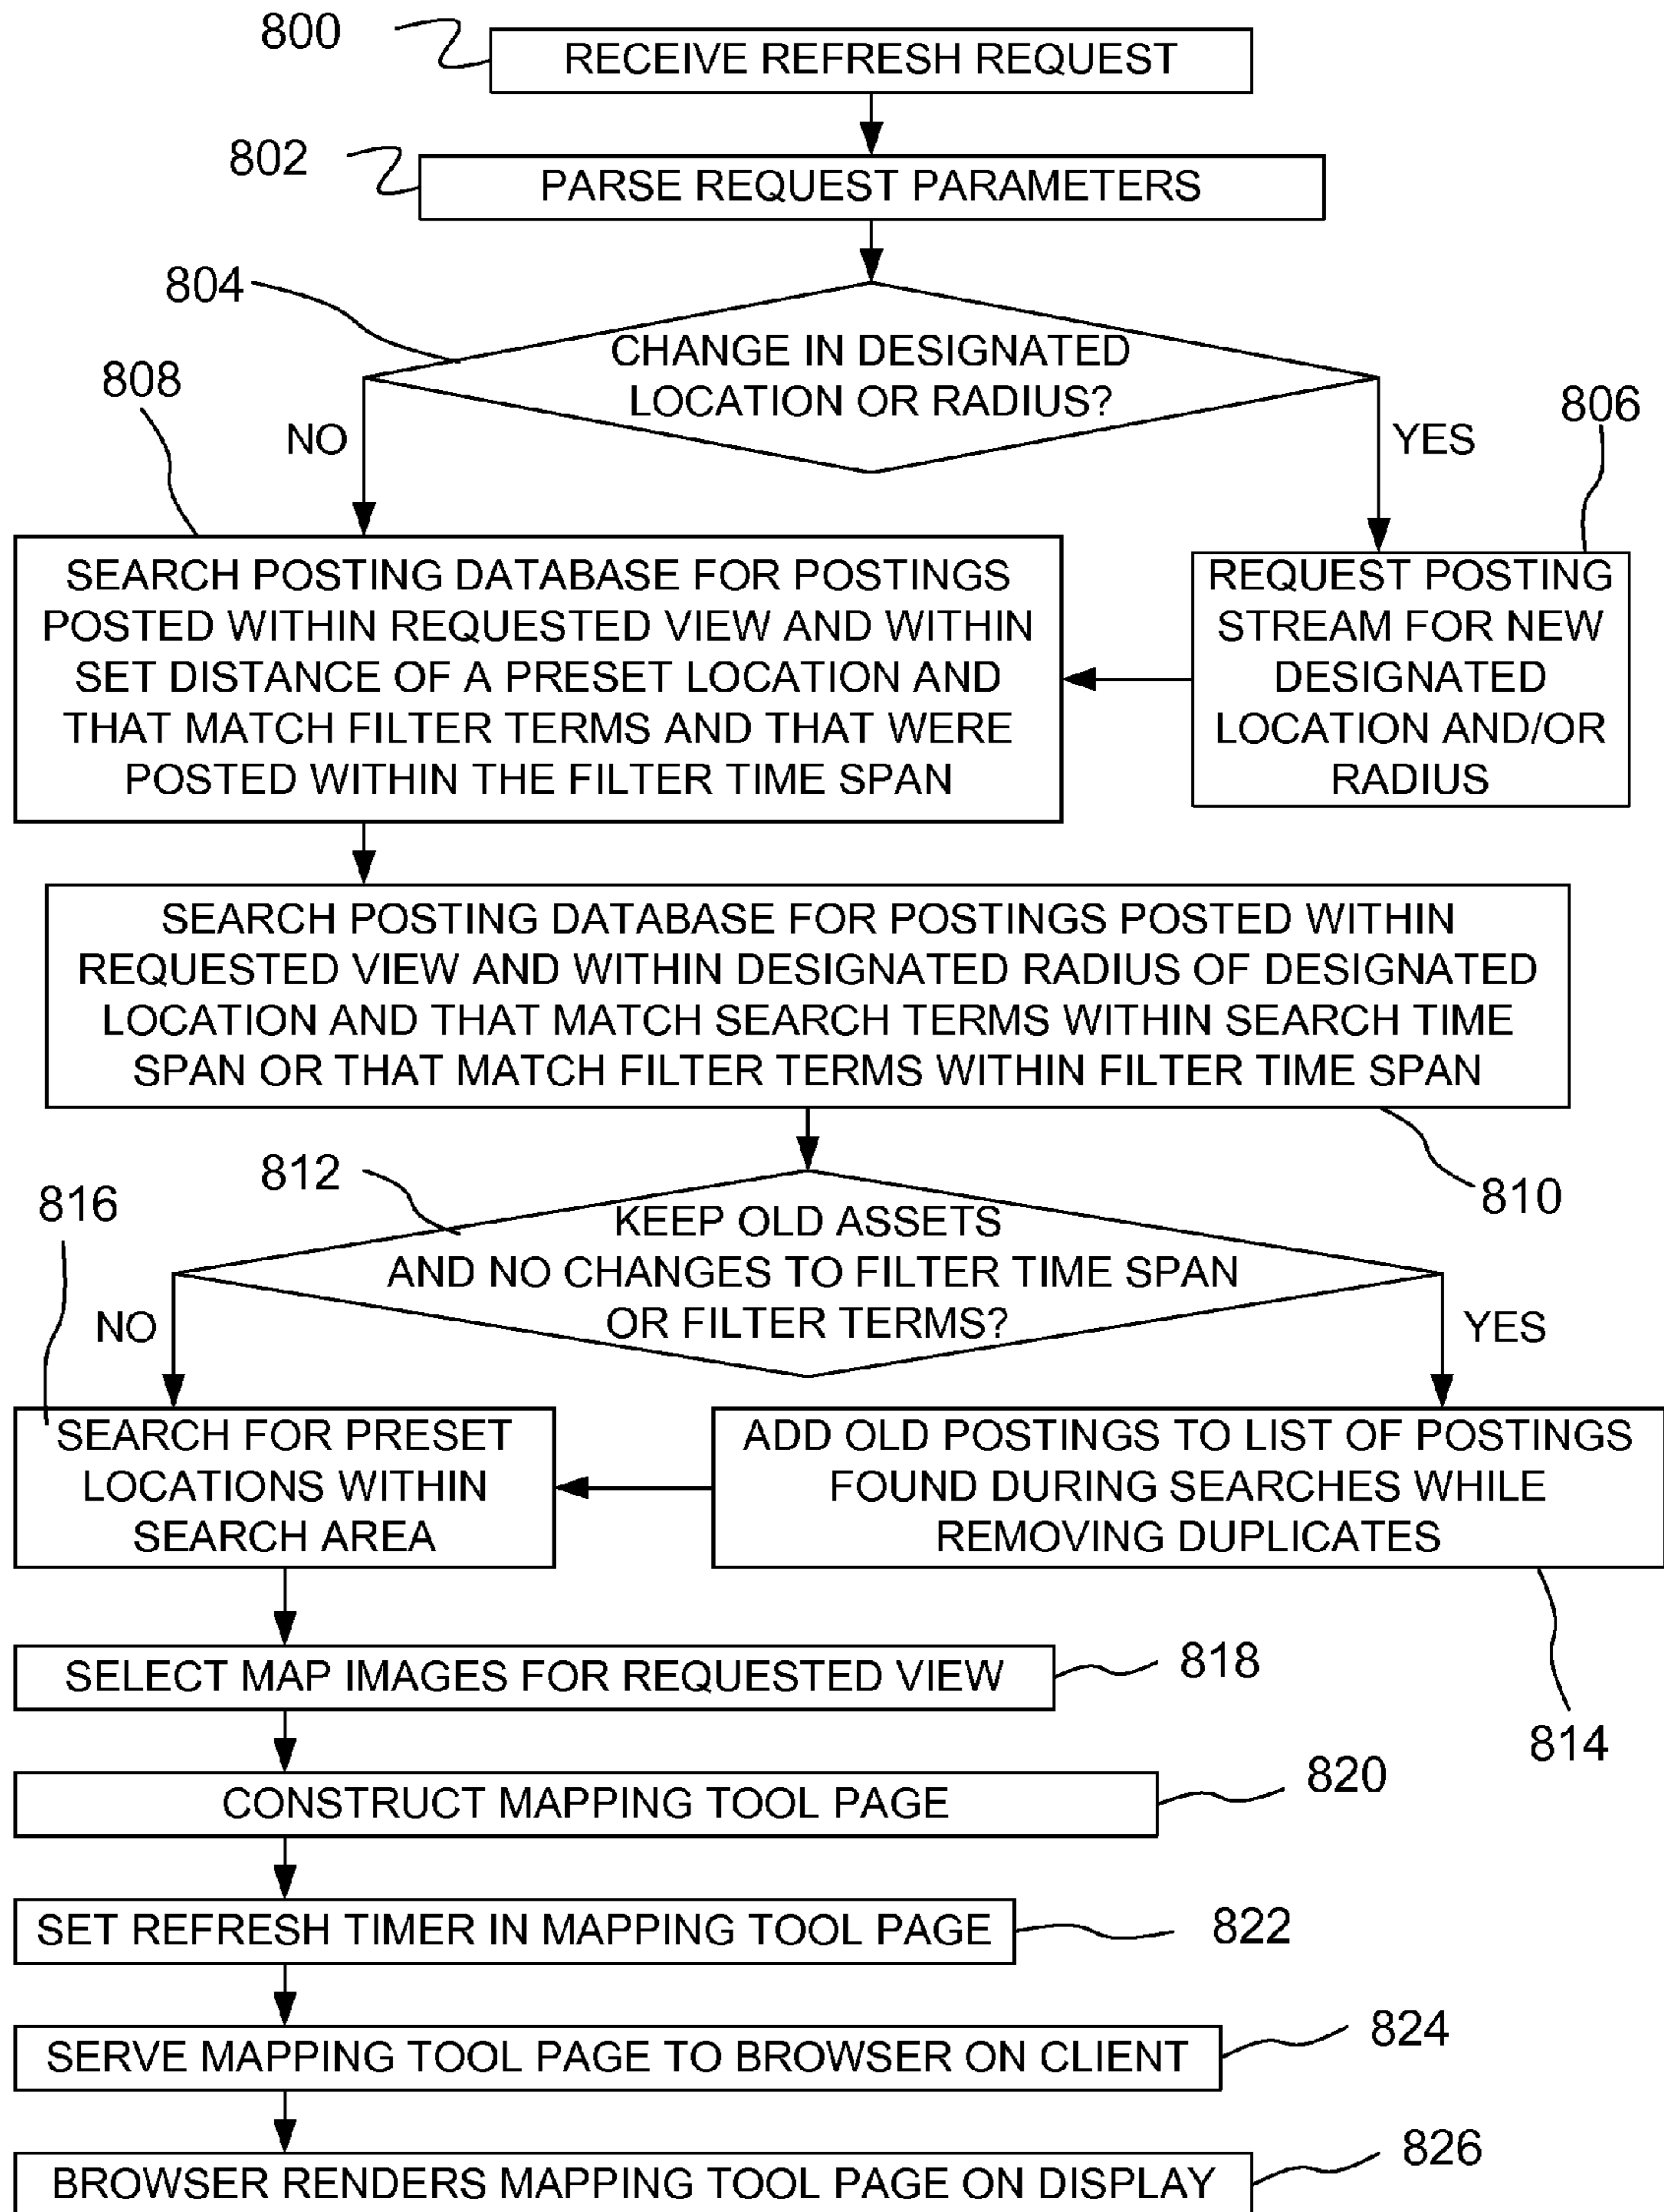 800
RECEIVE REFRESH REQUEST
802
PARSE REQUEST PARAMETERS
804
CHANGE IN DESIGNATED
LOCATION OR RADIUS?
808
NO
YES
806
SEARCH POSTING DATABASE FOR POSTINGS
POSTED WITHIN REQUESTED VIEW AND WITHIN
SET DISTANCE OF A PRESET LOCATION AND
THAT MATCH FILTER TERMS AND THAT WERE
POSTED WITHIN THE FILTER TIME SPAN
REQUEST POSTING
STREAM FOR NEW
DESIGNATED
LOCATION AND/OR
RADIUS
SEARCH POSTING DATABASE FOR POSTINGS POSTED WITHIN
REQUESTED VIEW AND WITHIN DESIGNATED RADIUS OF DESIGNATED
LOCATION AND THAT MATCH SEARCH TERMS WITHIN SEARCH TIME
SPAN OR THAT MATCH FILTER TERMS WITHIN FILTER TIME SPAN
810
812
KEEP OLD ASSETS
AND NO CHANGES TO FILTER TIME SPAN
OR FILTER TERMS?
816
NO
YES
SEARCH FOR PRESET
LOCATIONS WITHIN
SEARCH AREA
ADD OLD POSTINGS TO LIST OF POSTINGS
FOUND DURING SEARCHES WHILE
REMOVING DUPLICATES
814
SELECT MAP IMAGES FOR REQUESTED VIEW
818
CONSTRUCT MAPPING TOOL PAGE
820
SET REFRESH TIMER IN MAPPING TOOL PAGE
822
SERVE MAPPING TOOL PAGE TO BROWSER ON CLIENT
824
BROWSER RENDERS MAPPING TOOL PAGE ON DISPLAY
826